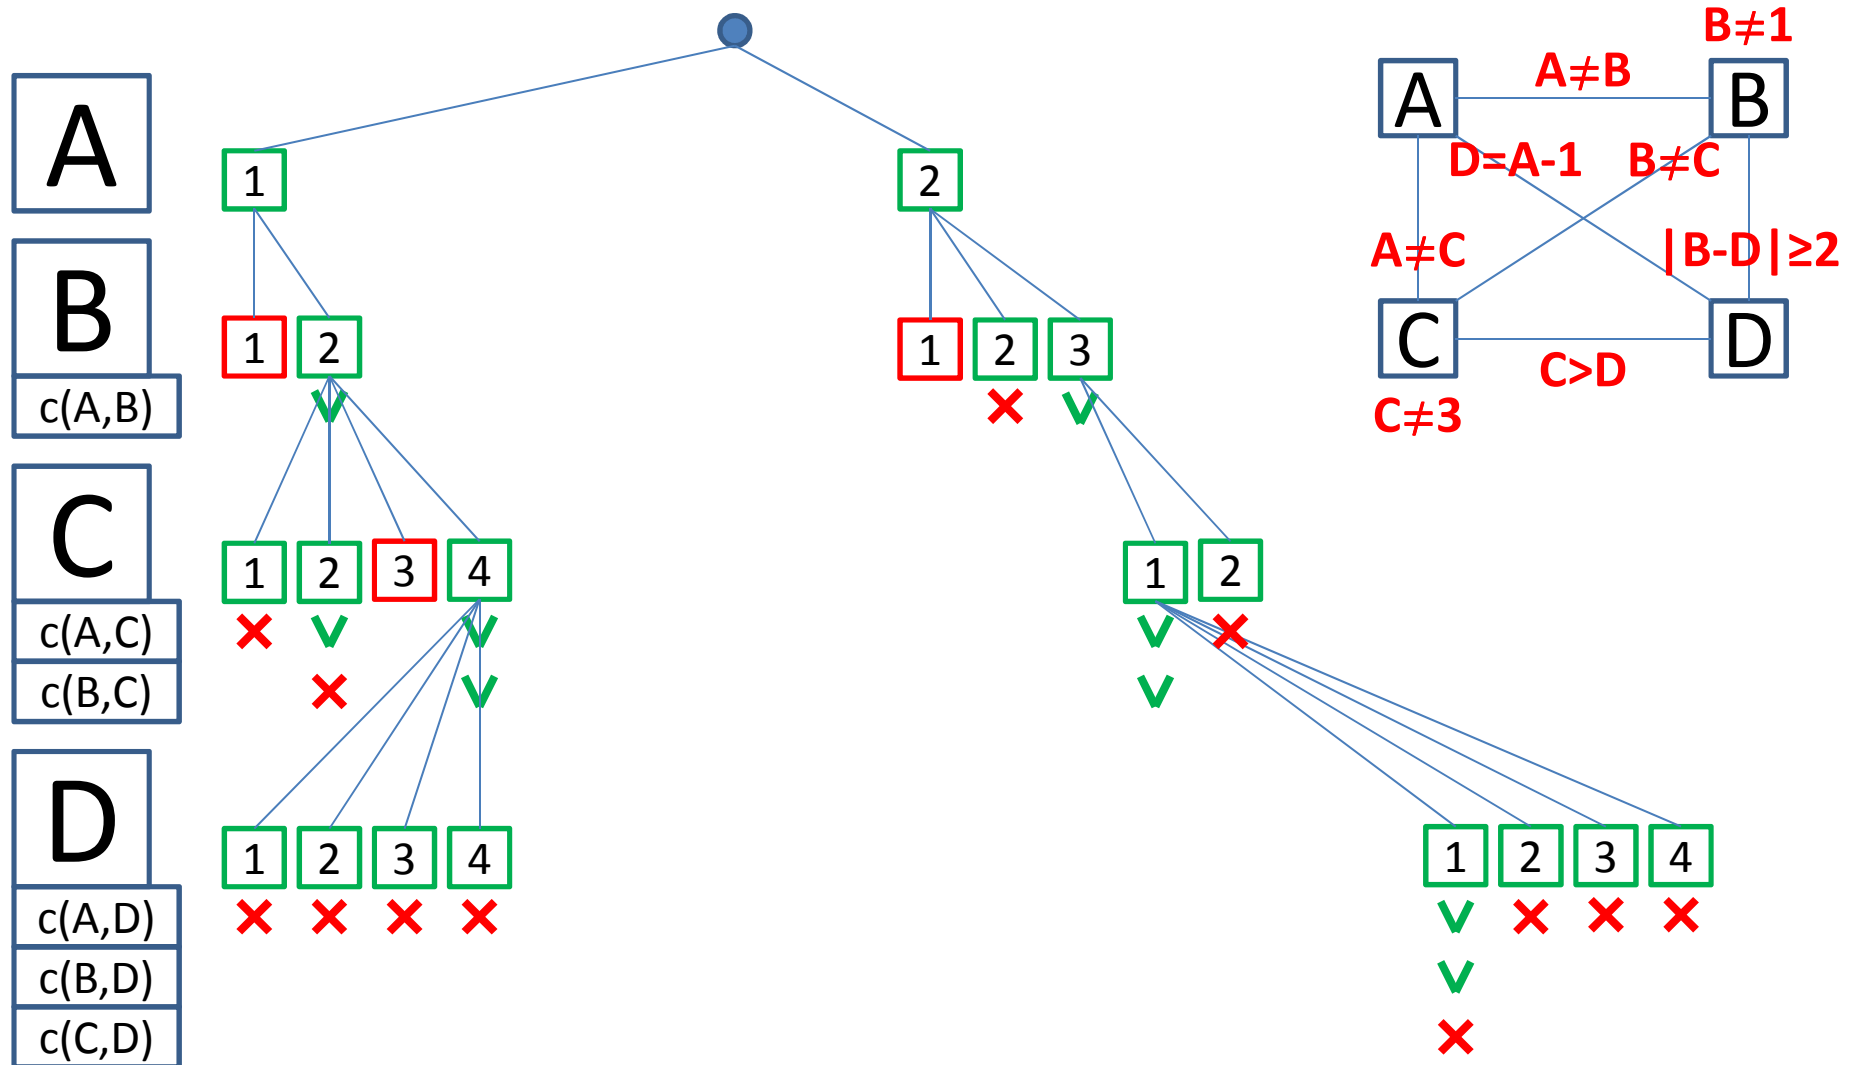 B≠1
A
A≠B
A B
1 2
D=A-1 B≠C
A≠C |B-D|≥2
B
1 2 1 2 3
C D
C>D
c(A,B)
C≠3
C
1 2 3 4 1 2
c(A,C)
c(B,C)
D
1 2 3 4 1 2 3 4
c(A,D)
c(B,D)
c(C,D)